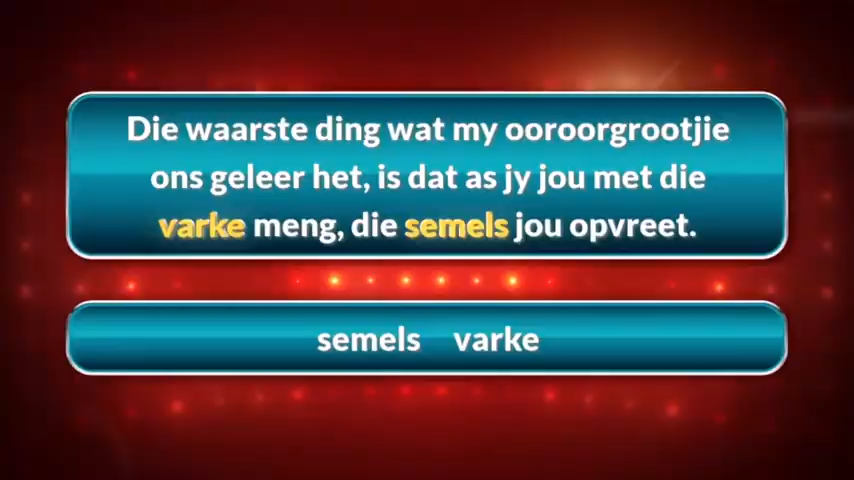 Die waarste ding wat my ooroorgrootjie
ons geleer het, is dat as jy jou met die
varke meng, die semels jou opvreet.
semels varke